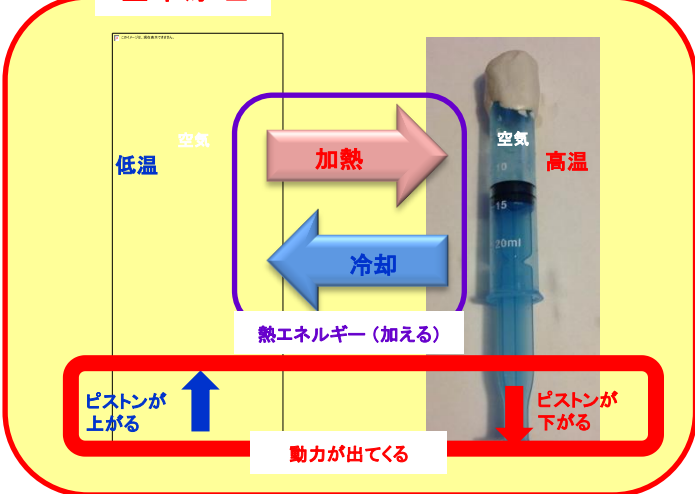 空気
空気
低温
加熱
高温
10
15
20ml
冷却
熱エネルギー（加える）
ピストンが
上がる
ピストンが
下がる
動力が出てくる